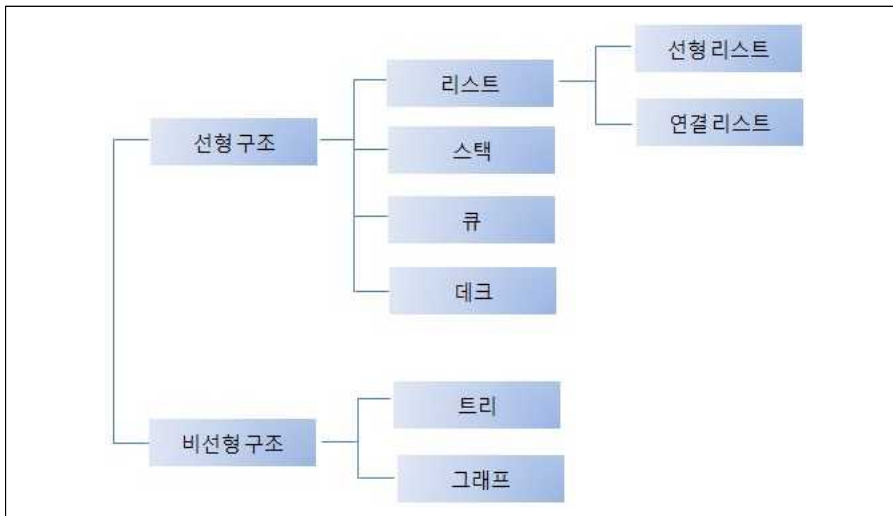 선형 구조
리스트
선형 리스트
연결 리스트
스택
큐
데크
비선형 구조
트리
그래프